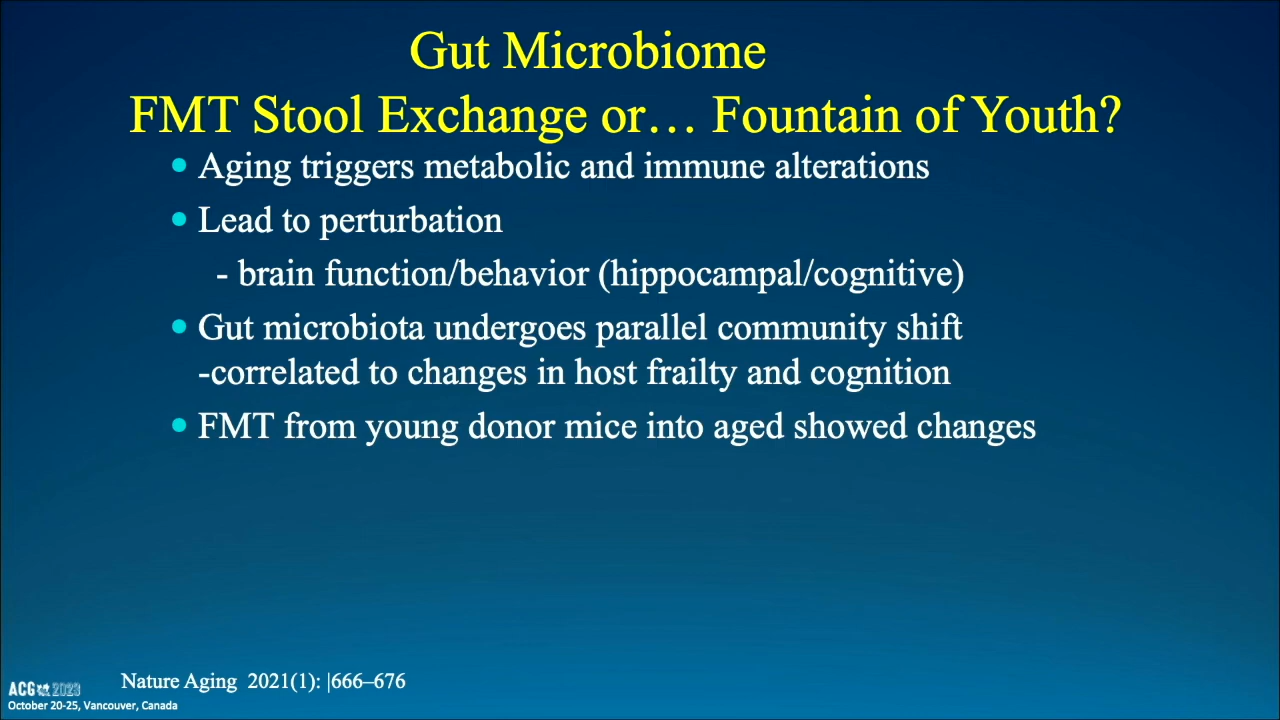 Gut Microbiome
FMT Stool Exchange or… Fountain of Youth?
• Aging triggers metabolic and immune alterations
• Lead to perturbation
- brain function/behavior (hippocampal/cognitive)
• Gut microbiota undergoes parallel community shift
-correlated to changes in host frailty and cognition
• FMT from young donor mice into aged showed changes
Nature Aging 2021(1): |666–676
ACG 2023
October 20-25, Vancouver, Canada